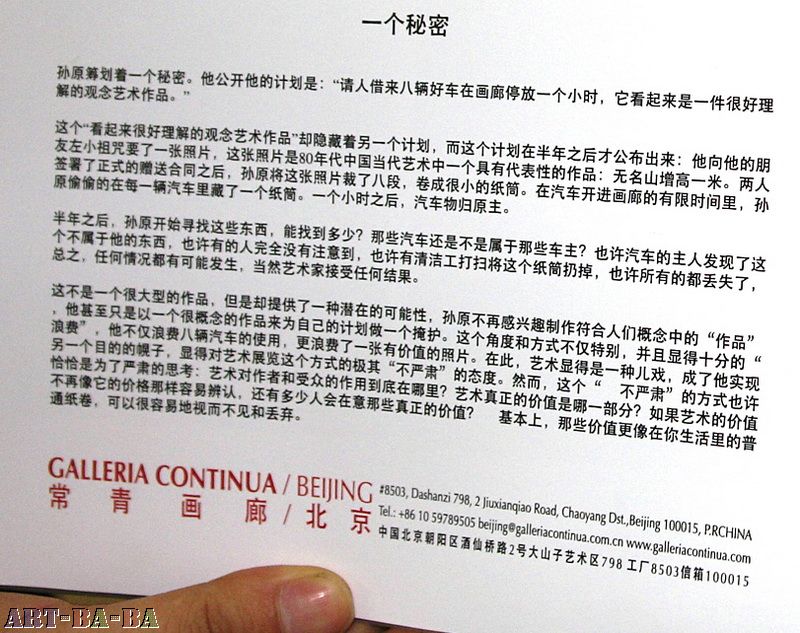 一个秘密
孙原筹划着一个秘密。他公开他的计划是：“请人借来八辆好车在画廊停放一个小时，它看起来是一件很好理
解的观念艺术作品。”
这个“看起来很好理解的观念艺术作品”却隐藏着另一个计划，而这个计划在半年之后才公布出来：他向他的朋
友左小祖咒要了一张照片，这张照片是80年代中国当代艺术中一个具有代表性的作品：无名山增高一米。两人
签署了正式的赠送合同之后，孙原将这张照片裁了八段，卷成很小的纸筒。在汽车开进画廊的有限时间里，孙
原偷偷的在每一辆汽车里藏了一个纸筒。一个小时之后，汽车物归原主。
半年之后，孙原开始寻找这些东西，能找到多少？那些汽车还是不是属于那些车主？也许汽车的主人发现了这
个不属于他的东西，也许有的人完全没有注意到，也许有清洁工打扫将这个纸筒扔掉，也许所有的都丢失了，
总之，任何情况都有可能发生，当然艺术家接受任何结果。
这不是一个很大型的作品，但是却提供了一种潜在的可能性，孙原不再感兴趣制作符合人们概念中的“作品”
，他甚至只是以一个很概念的作品来为自己的计划做一个掩护。这个角度和方式不仅特别，并且显得十分的“
浪费”，他不仅浪费八辆汽车的使用，更浪费了一张有价值的照片。在此，艺术显得是一种儿戏，成了他实现
另一个目的的幌子，显得对艺术展览这个方式的极其“不严肃”的态度。然而，这个“ 不严肃”的方式也许
恰恰是为了严肃的思考：艺术对作者和受众的作用到底在哪里？艺术真正的价值是哪一部分？如果艺术的价值
不再像它的价格那样容易辨认，还有多少人会在意那些真正的价值？ 基本上，那些价值更像在你生活里的普
通纸卷，可以很容易地视而不见和丢弃。
GALLERIA CONTINUA / BEIJING
常青画廊/北京
#8503, Dashanzi 798, 2 Jiuxianqiao Road, Chaoyang Dst.,Beijing 100015, P.RCHINA
Tel.: +86 10 59789505 beijing@galleriacontinua.com.cn www.galleriacontinua.com
中国北京朝阳区酒仙桥路2号大山子艺术区798 工厂8503信箱100015
ART-BA-BA